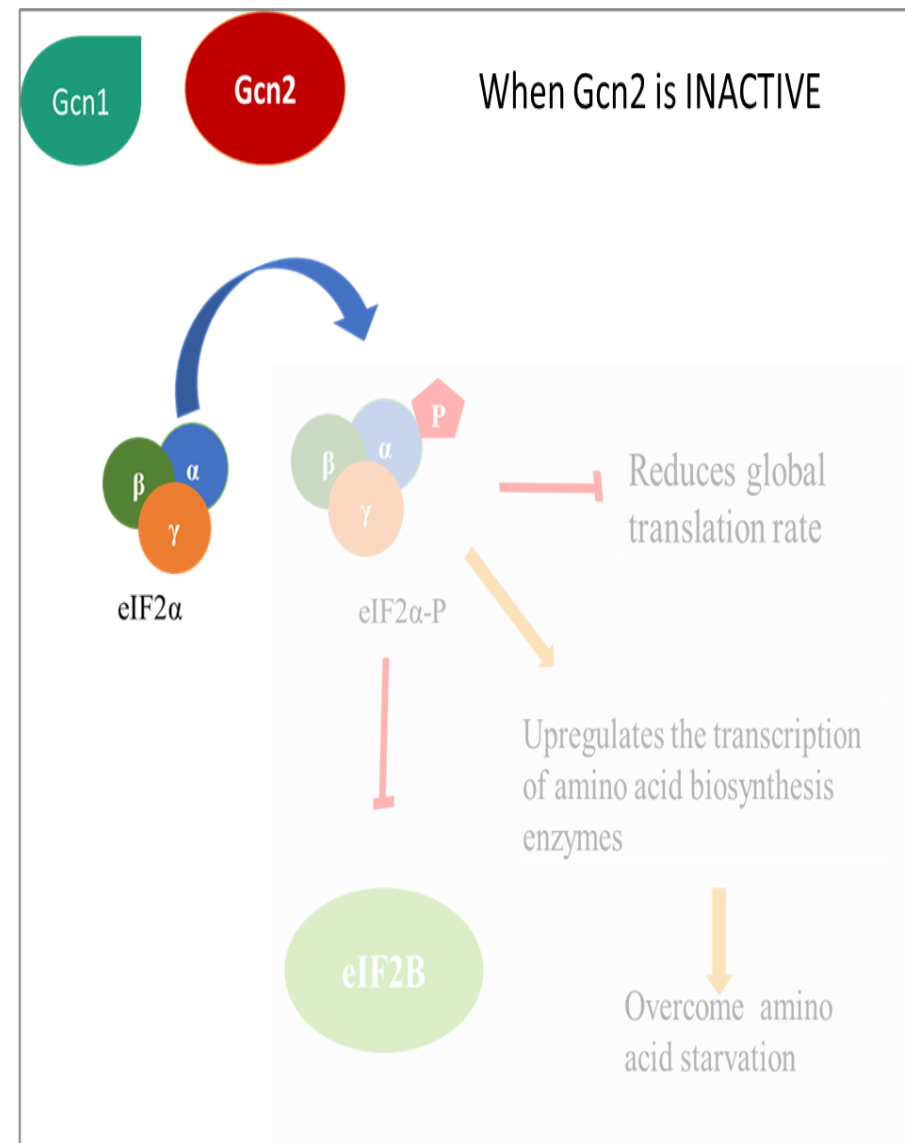 Gcn1
Gcn2
When Gcn2 is INACTIVE
β
α
γ
eIF2α
β
α
P
γ
eIF2α-P
Reduces global
translation rate
Upregulates the transcription
of amino acid biosynthesis
enzymes
eIF2B
Overcome amino
acid starvation